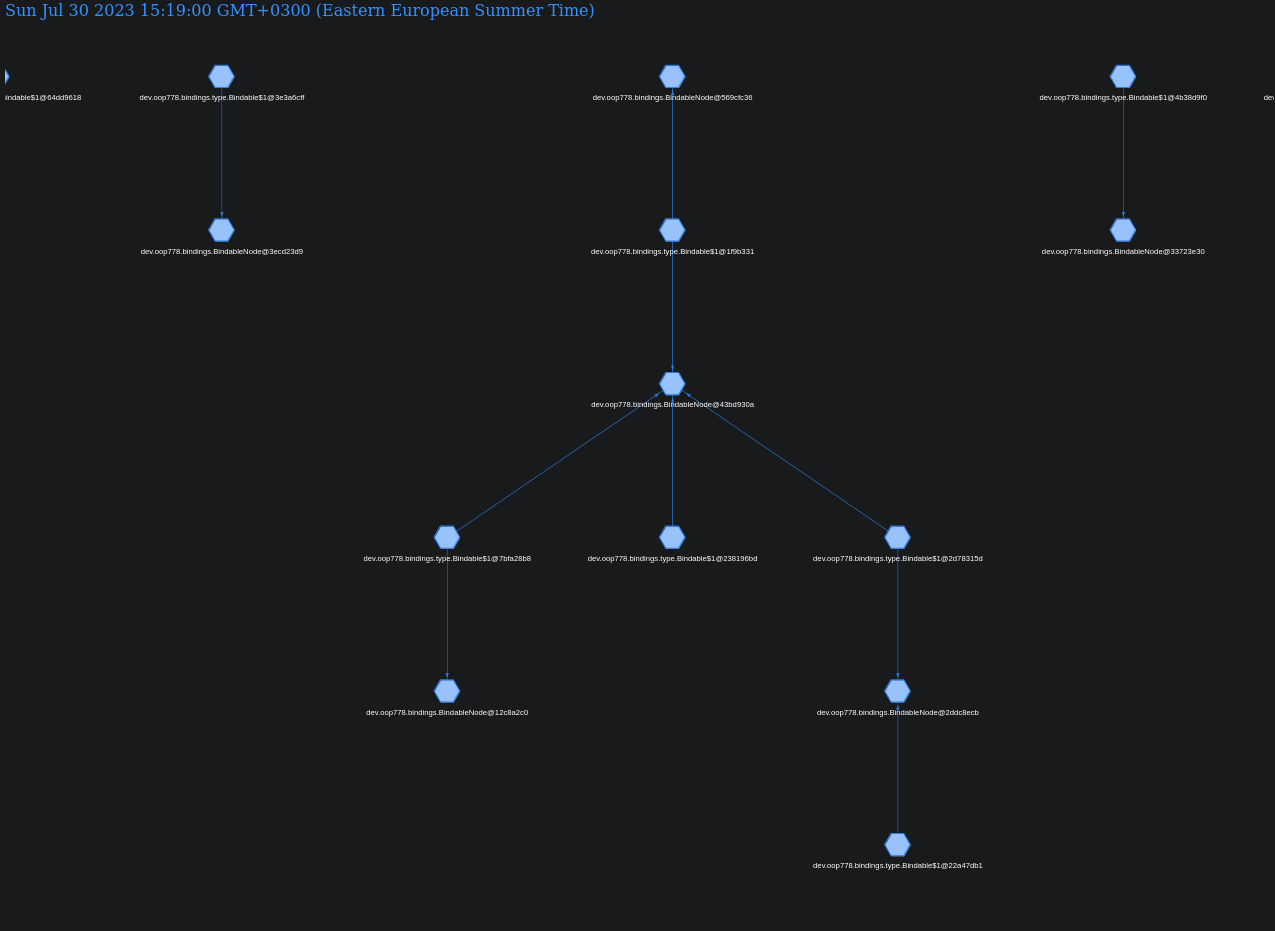 Sun Jul 30 2023 15:19:00 GMT+0300 (Eastern European Summer Time)
indable$1@64dd9618
dev.oop778.bindings.type.Bindable$1@3e3a6cff
dev.oop778.bindings.BindableNode@569cfc36
dev.oop778.bindings.type.Bindable$1@4b38d9f0
dev
dev.oop778.bindings.BindableNode@3ecd23d9
dev.oop778.bindings.type.Bindable$1@1f9b331
dev.oop778.bindings.BindableNode@33723e30
dev.oop778.bindings.BindableNode@43bd930a
dev.oop778.bindings.type.Bindable$1@7bfa28b8
dev.oop778.bindings.type.Bindable$1@238196bd
dev.oop778.bindings.type.Bindable$1@2d78315d
dev.oop778.bindings.BindableNode@12c8a2c0
dev.oop778.bindings.BindableNode@2ddc8ecb
dev.oop778.bindings.type.Bindable$1@22a47db1